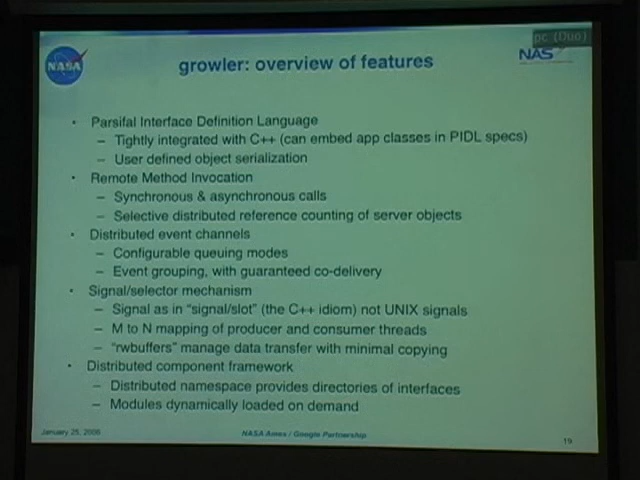 pc (Duo)
NASA
NAS
growler: overview of features
• Parsifal Interface Definition Language
– Tightly integrated with C++ (can embed app classes in PIDL specs)
– User defined object serialization
• Remote Method Invocation
– Synchronous & asynchronous calls
– Selective distributed reference counting of server objects
• Distributed event channels
– Configurable queuing modes
– Event grouping, with guaranteed co-delivery
• Signal/selector mechanism
– Signal as in "signal/slot" (the C++ idiom) not UNIX signals
– M to N mapping of producer and consumer threads
– "rwbuffers" manage data transfer with minimal copying
• Distributed component framework
– Distributed namespace provides directories of interfaces
– Modules dynamically loaded on demand
January 25, 2006
NASA Ames / Google Partnership
19